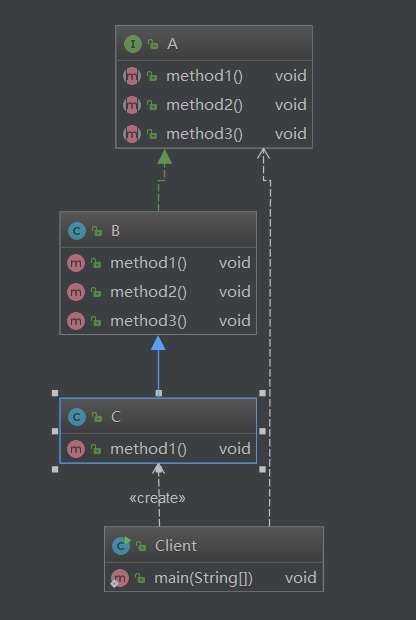 I A
m method1() void
m method2() void
m method3() void
C B
m method1() void
m method2() void
m method3() void
C C
m method1() void
«create»
C Client
m main(String[]) void